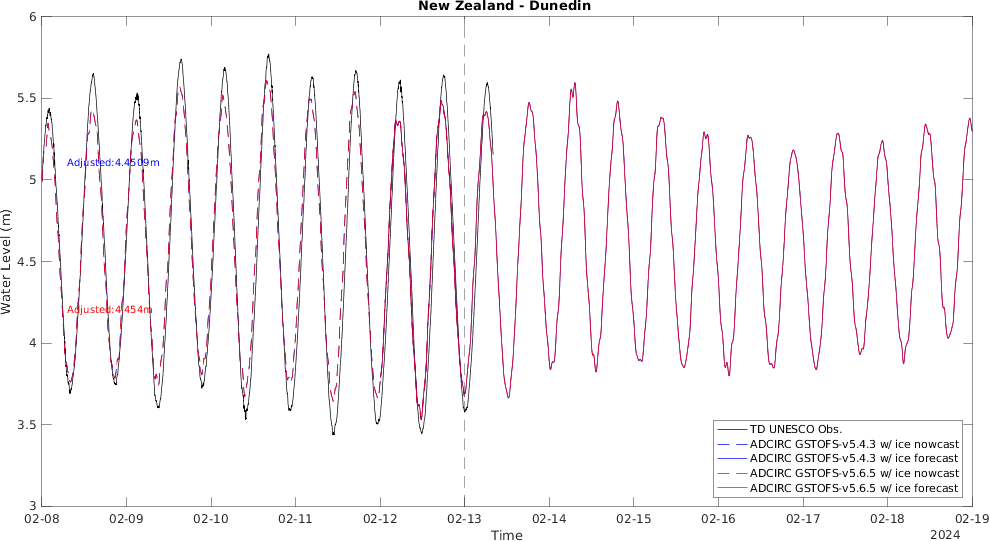 New Zealand - Dunedin
Water Level (m)
6
5.5
5
4.5
4
3.5
3
Adjusted:4.4509m
Adjusted:4.454m
TD UNESCO Obs.
ADCIRC GSTOFS-v5.4.3 w/ ice nowcast
ADCIRC GSTOFS-v5.4.3 w/ ice forecast
ADCIRC GSTOFS-v5.6.5 w/ ice nowcast
ADCIRC GSTOFS-v5.6.5 w/ ice forecast
02-08 02-09 02-10 02-11 02-12 02-13 02-14 02-15 02-16 02-17 02-18 02-19
Time
2024